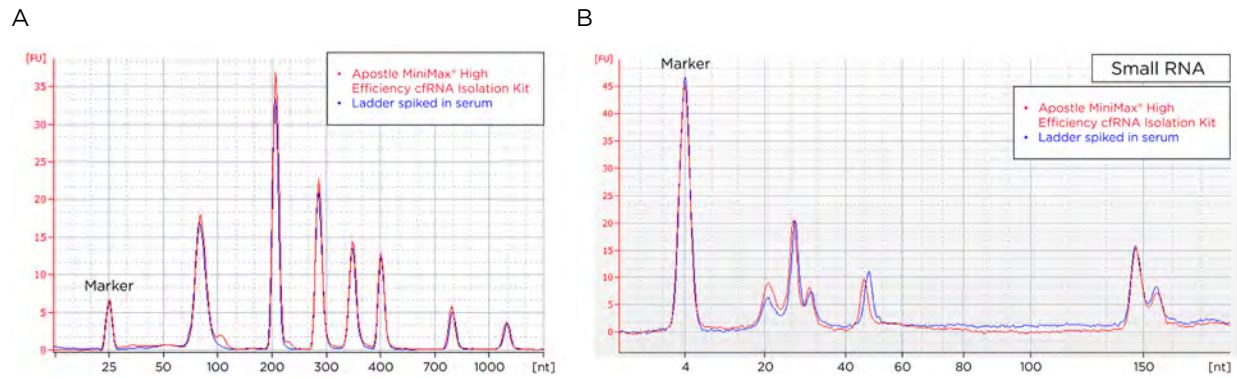 A
B
[FU]
35
30
25
20
15
10
5
0
Marker
• Apostle MiniMax® High
Efficiency cfRNA Isolation Kit
• Ladder spiked in serum
25 50 100 200 300 400 700 1000 [nt]
[FU]
45
40
35
30
25
20
15
10
5
0
Marker
Small RNA
• Apostle MiniMax® High
Efficiency cfRNA Isolation Kit
• Ladder spiked in serum
4 20 40 60 80 100 150 [nt]